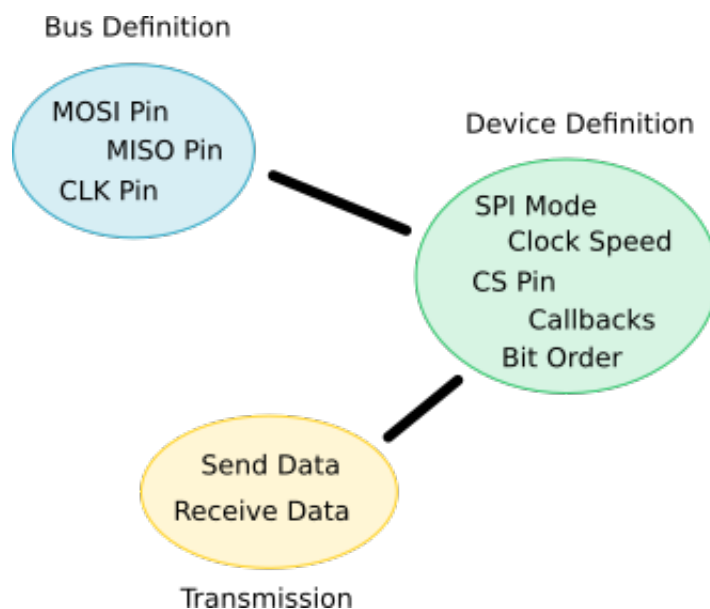 Bus Definition
MOSI Pin
MISO Pin
CLK Pin
Device Definition
SPI Mode
Clock Speed
CS Pin
Callbacks
Bit Order
Send Data
Receive Data
Transmission